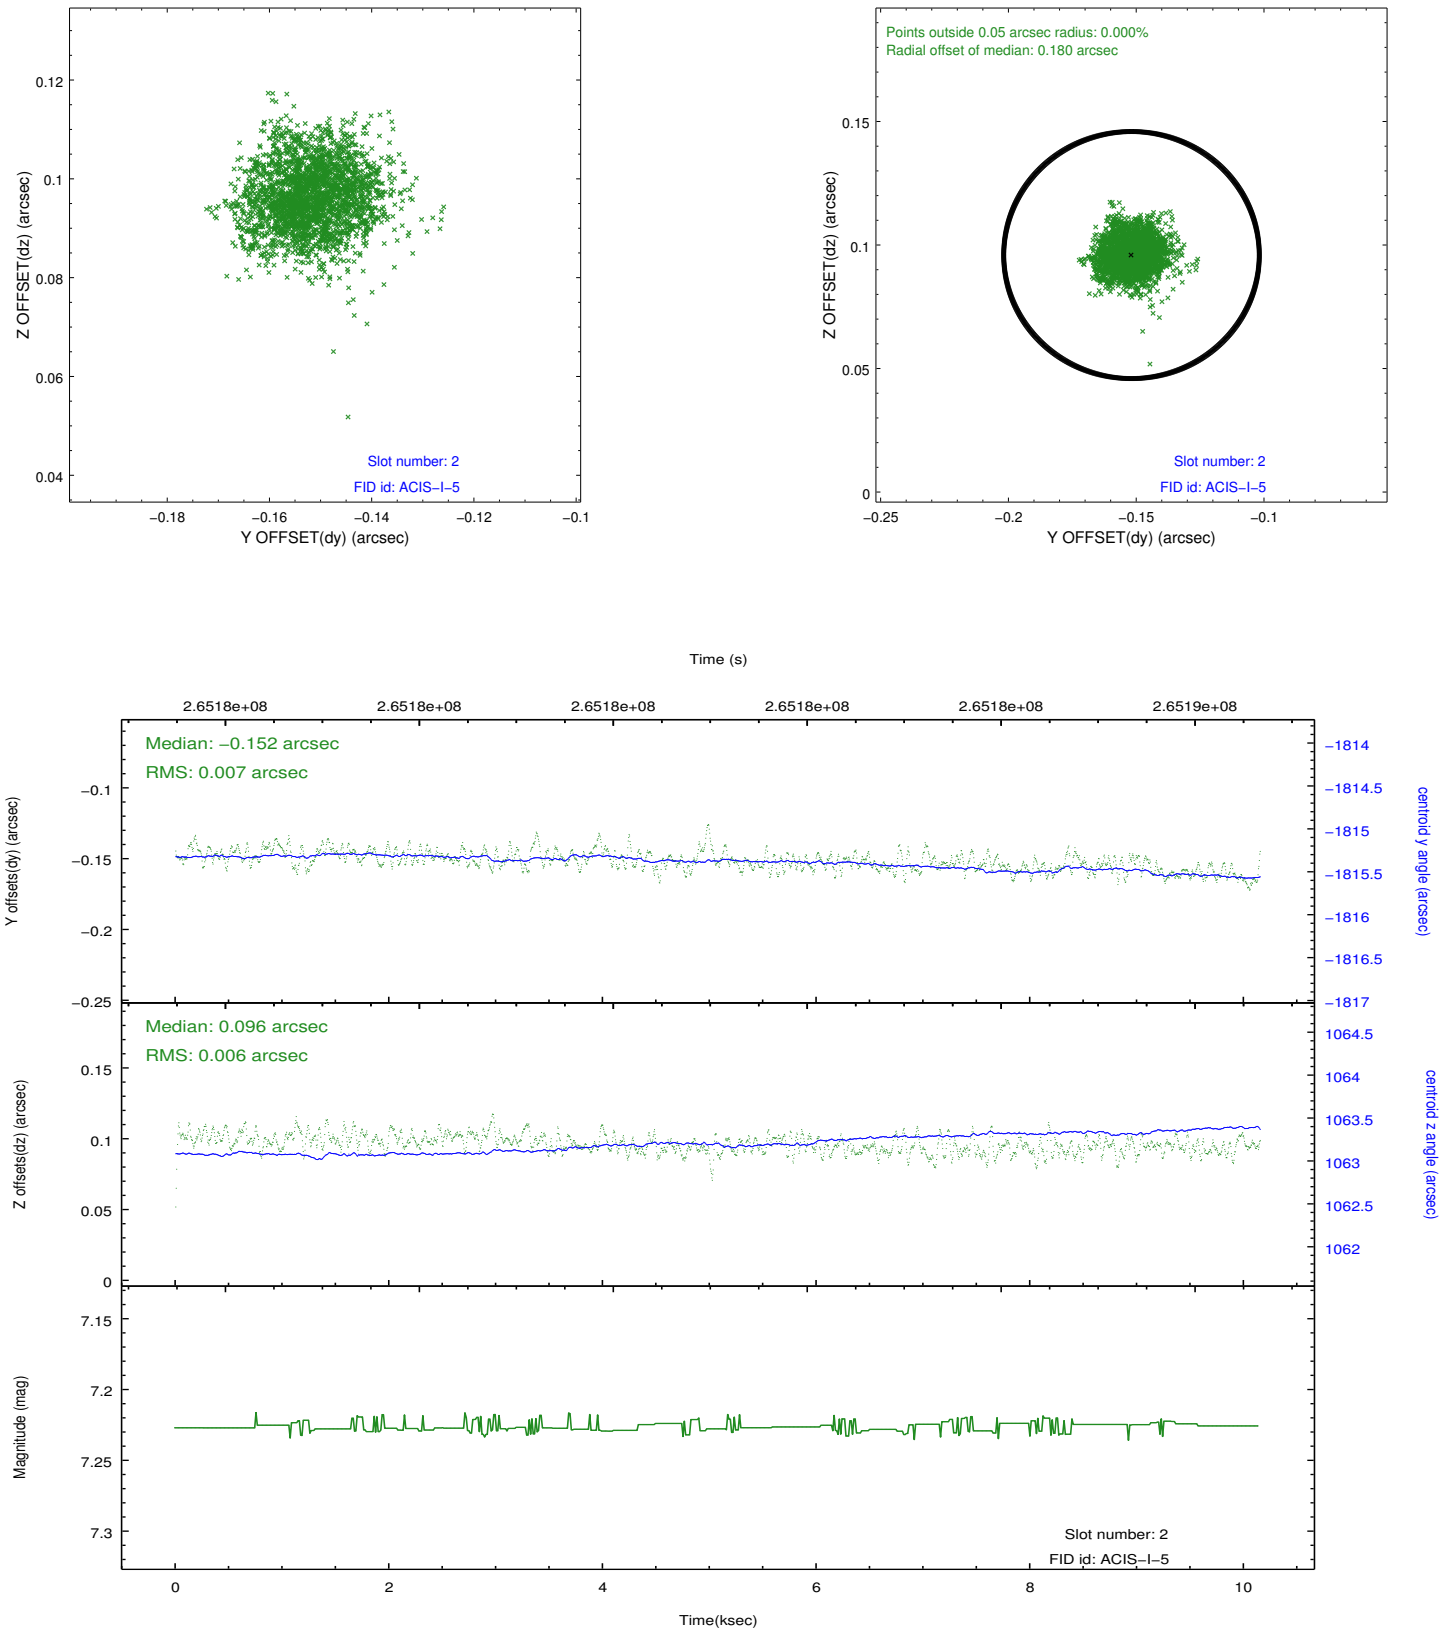 0.12
0.1
0.08
0.06
0.04
Z OFFSET(dz) (arcsec)
Slot number: 2
FID id: ACIS−I−5
−0.18 −0.16 −0.14 −0.12 −0.1
Y OFFSET(dy) (arcsec)
Points outside 0.05 arcsec radius: 0.000%
Radial offset of median: 0.180 arcsec
0.15
0.1
0.05
0
Z OFFSET(dz) (arcsec)
Slot number: 2
FID id: ACIS−I−5
−0.25 −0.2 −0.15 −0.1
Y OFFSET(dy) (arcsec)
Time (s)
2.6518e+08 2.6518e+08 2.6518e+08 2.6518e+08 2.6518e+08 2.6519e+08
Median: −0.152 arcsec
RMS: 0.007 arcsec
−0.1
−0.15
−0.2
−0.25
Y offsets(dy) (arcsec)
−1814
−1814.5
−1815
−1815.5
−1816
−1816.5
−1817
centroid y angle (arcsec)
Median: 0.096 arcsec
RMS: 0.006 arcsec
0.15
0.1
0.05
0
Z offsets(dz) (arcsec)
1064.5
1064
1063.5
1063
1062.5
1062
centroid z angle (arcsec)
7.15
7.2
7.25
7.3
Magnitude (mag)
Slot number: 2
FID id: ACIS−I−5
0 2 4 6 8 10
Time(ksec)